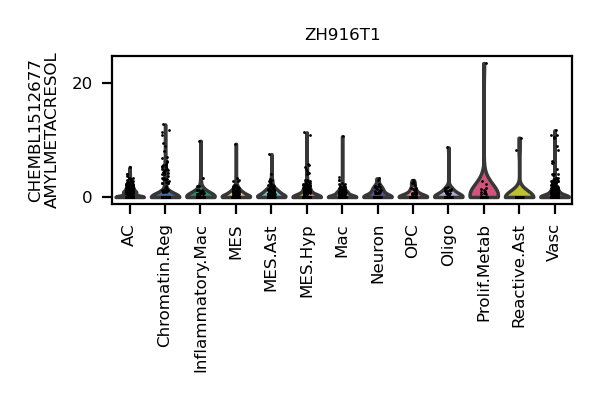 ZH916T1
CHEMBL1512677
AMYLMETACRESOL
20
0
AC
Chromatin.Reg
Inflammatory.Mac
MES
MES.Ast
MES.Hyp
Mac
Neuron
OPC
Oligo
Prolif.Metab
Reactive.Ast
Vasc